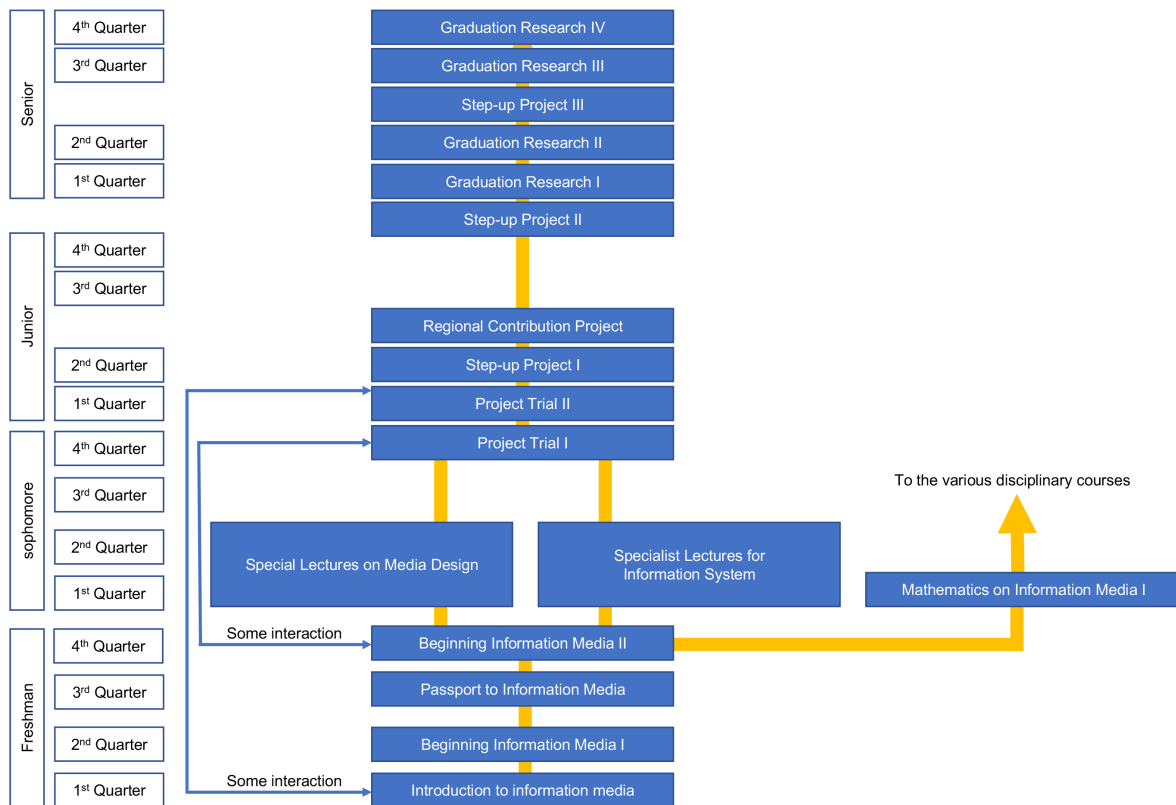 Senior
4th Quarter
Graduation Research IV
3rd Quarter
Graduation Research III
Step-up Project III
2nd Quarter
Graduation Research II
1st Quarter
Graduation Research I
Step-up Project II
Junior
4th Quarter
3rd Quarter
Regional Contribution Project
2nd Quarter
Step-up Project I
1st Quarter
Project Trial II
sophomore
4th Quarter
Project Trial I
3rd Quarter
To the various disciplinary courses
2nd Quarter
Special Lectures on Media Design
Specialist Lectures for
Information System
1st Quarter
Mathematics on Information Media I
Freshman
4th Quarter
Some interaction
Beginning Information Media II
3rd Quarter
Passport to Information Media
2nd Quarter
Beginning Information Media I
1st Quarter
Some interaction
Introduction to information media